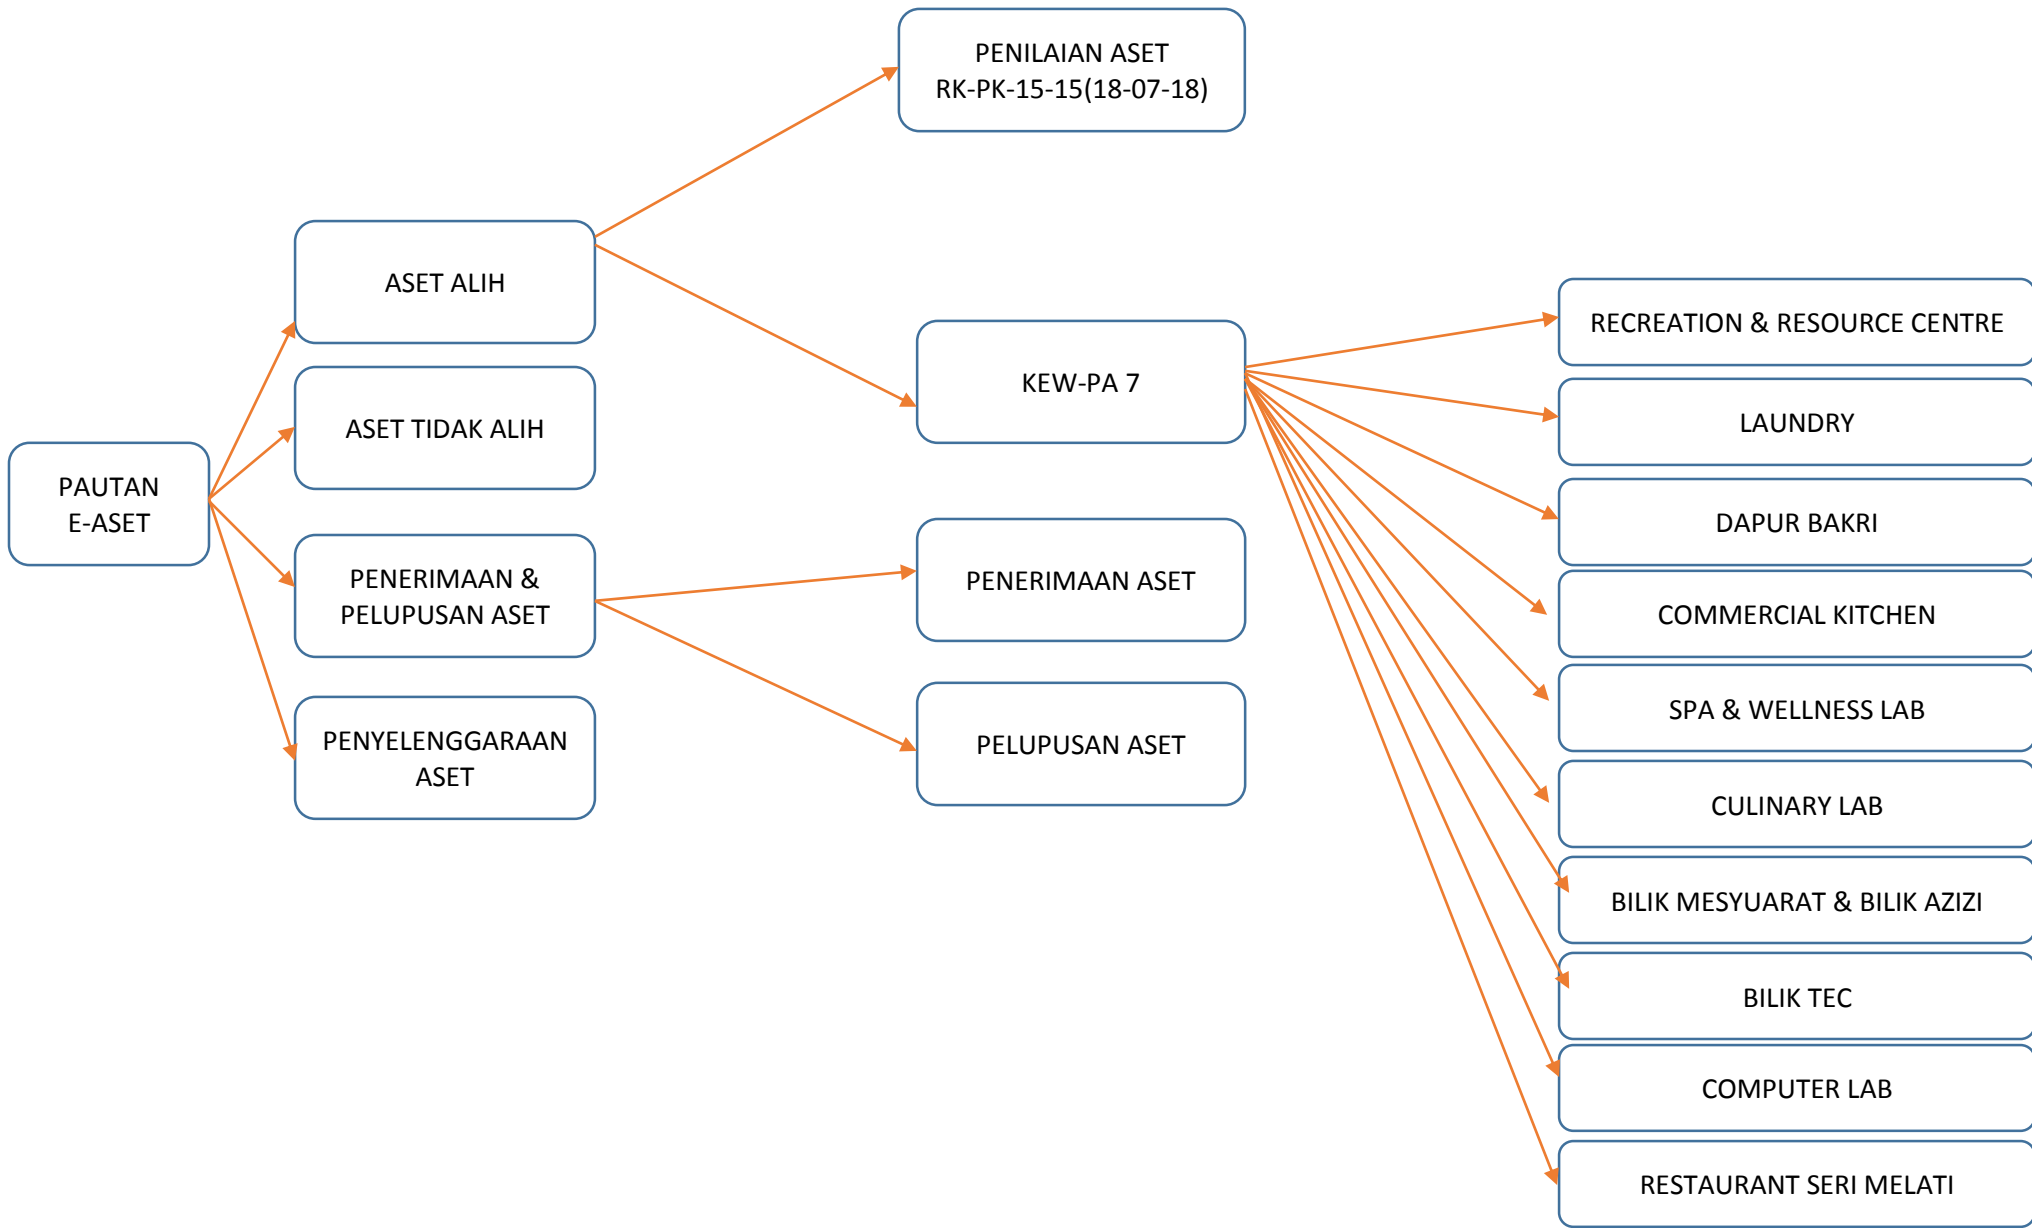 PAUTAN
E-ASET
ASET ALIH
ASET TIDAK ALIH
PENERIMAAN &
PELUPUSAN ASET
PENYELENGGARAAN
ASET
PENILAIAN ASET
RK-PK-15-15(18-07-18)
KEW-PA 7
PENERIMAAN ASET
PELUPUSAN ASET
RECREATION & RESOURCE CENTRE
LAUNDRY
DAPUR BAKRI
COMMERCIAL KITCHEN
SPA & WELLNESS LAB
CULINARY LAB
BILIK MESYUARAT & BILIK AZIZI
BILIK TEC
COMPUTER LAB
RESTAURANT SERI MELATI